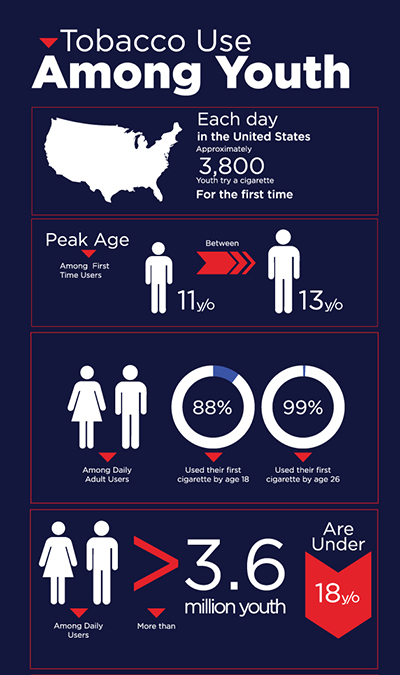 Tobacco Use
Among Youth
Each day
in the United States
Approximately
3,800
Youth try a cigarette
For the first time
Peak Age
Among First
Time Users
Between
11y/o
13y/o
88%
99%
Among Daily
Adult Users
Used their first
cigarette by age 18
Used their first
cigarette by age 26
Among Daily
Users
>
More than
3.6
million youth
Are
Under
18y/o